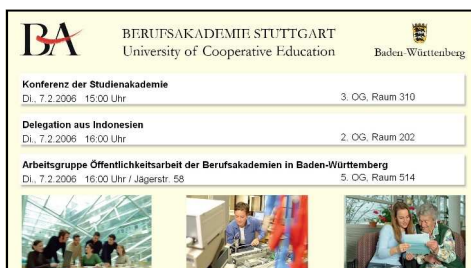 BA
BERUFSAKADEMIE STUTTGART
University of Cooperative Education
Baden-Württemberg
Konferenz der Studienakademie
Di., 7.2.2006 15:00 Uhr 3. OG, Raum 310
Delegation aus Indonesien
Di., 7.2.2006 16:00 Uhr 2. OG, Raum 202
Arbeitsgruppe Öffentlichkeitsarbeit der Berufsakademien in Baden-Württemberg
Di., 7.2.2006 16:00 Uhr / Jägerstr. 58 5. OG, Raum 514